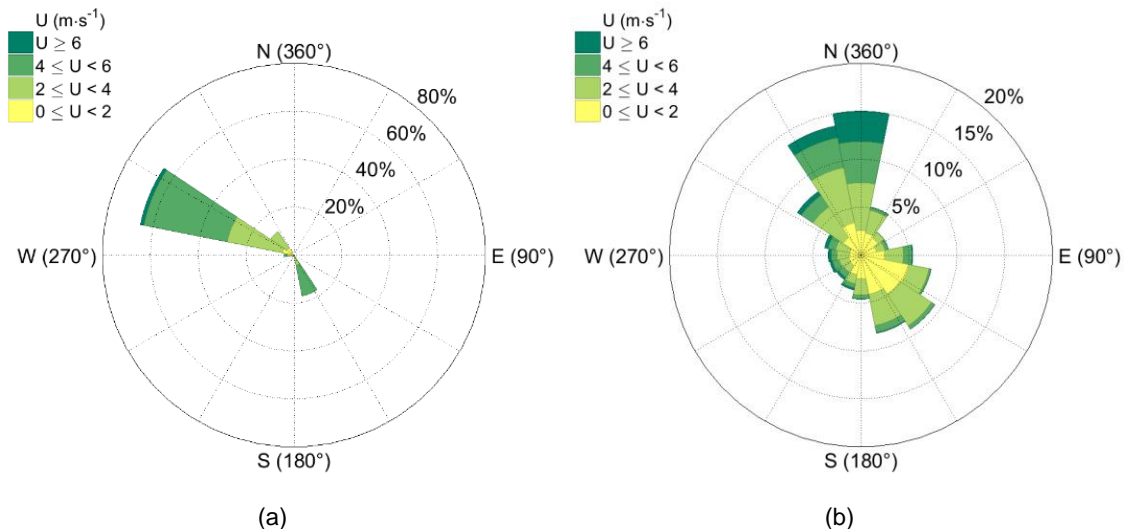 U (m·s⁻¹)
U ≥ 6
4 ≤ U < 6
2 ≤ U < 4
0 ≤ U < 2
N (360°)
80%
60%
40%
20%
W (270°)
E (90°)
S (180°)
(a)
U (m·s⁻¹)
U ≥ 6
4 ≤ U < 6
2 ≤ U < 4
0 ≤ U < 2
N (360°)
20%
15%
10%
5%
W (270°)
E (90°)
S (180°)
(b)